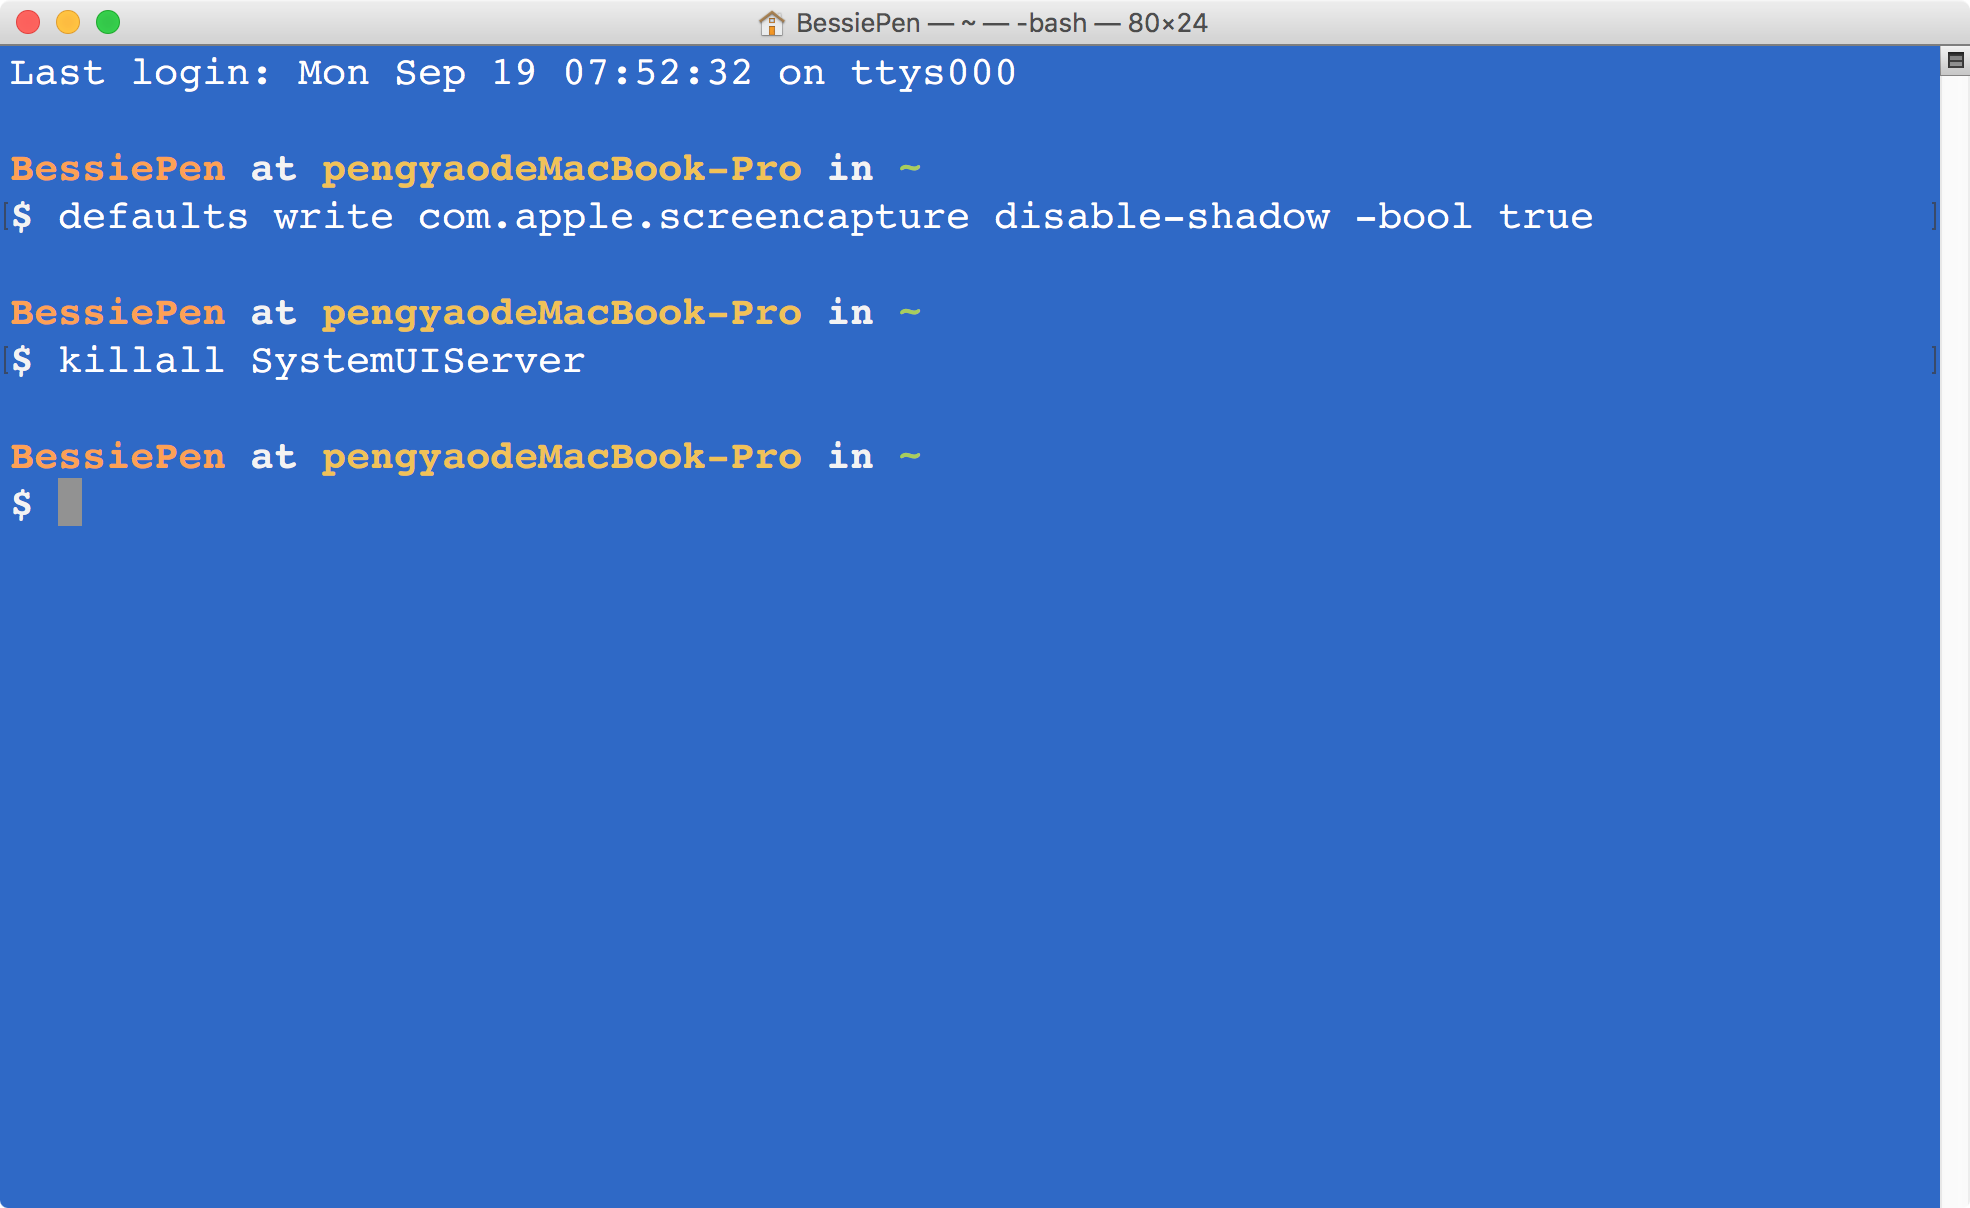 BessiePen — ~ — -bash — 80×24
Last login: Mon Sep 19 07:52:32 on ttys000
BessiePen at pengyaodeMacBook-Pro in ~
[$ defaults write com.apple.screencapture disable-shadow -bool true ]
BessiePen at pengyaodeMacBook-Pro in ~
[$ killall SystemUIServer ]
BessiePen at pengyaodeMacBook-Pro in ~
$